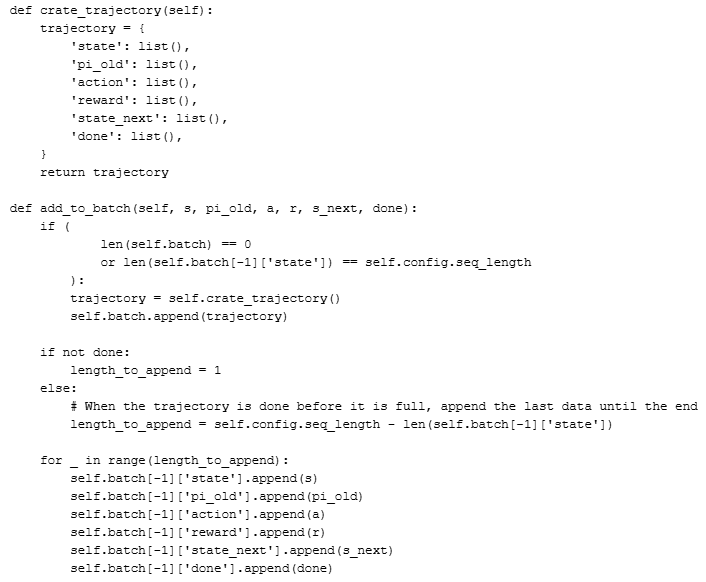 def crate_trajectory(self):
    trajectory = {
        'state': list(),
        'pi_old': list(),
        'action': list(),
        'reward': list(),
        'state_next': list(),
        'done': list(),
    }
    return trajectory

def add_to_batch(self, s, pi_old, a, r, s_next, done):
    if (
            len(self.batch) == 0
            or len(self.batch[-1]['state']) == self.config.seq_length
        ):
        trajectory = self.crate_trajectory()
        self.batch.append(trajectory)

    if not done:
        length_to_append = 1
    else:
        # When the trajectory is done before it is full, append the last data until the end
        length_to_append = self.config.seq_length - len(self.batch[-1]['state'])

    for _ in range(length_to_append):
        self.batch[-1]['state'].append(s)
        self.batch[-1]['pi_old'].append(pi_old)
        self.batch[-1]['action'].append(a)
        self.batch[-1]['reward'].append(r)
        self.batch[-1]['state_next'].append(s_next)
        self.batch[-1]['done'].append(done)